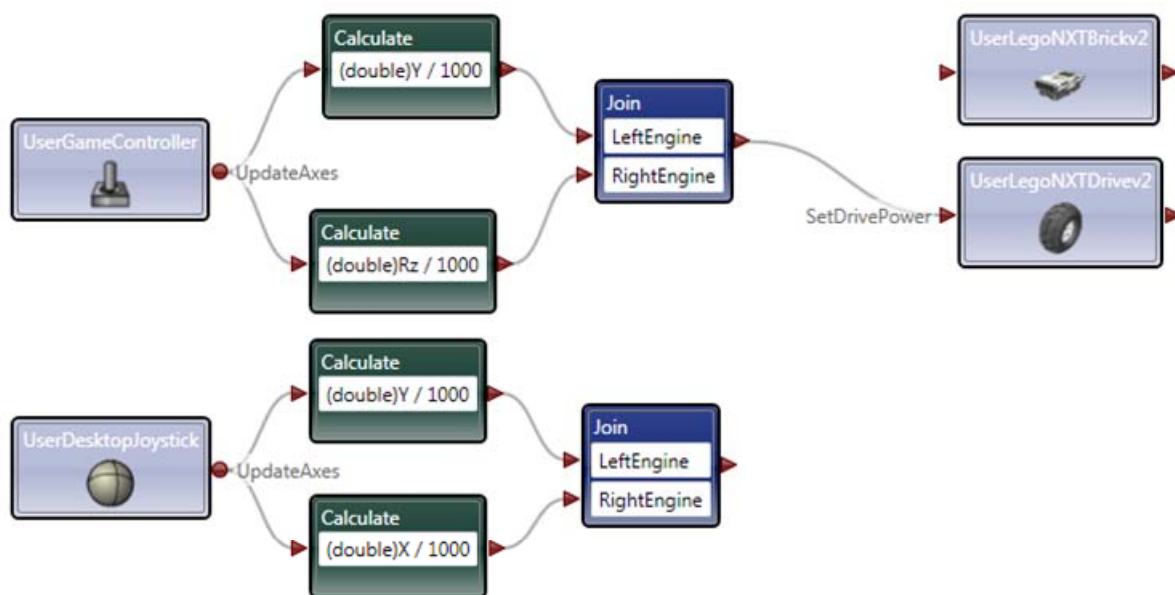 Calculate
(double)Y / 1000
UserLegoNXTBrickv2
Join
LeftEngine
RightEngine
UserGameController
UpdateAxes
SetDrivePower
UserLegoNXTDrivev2
Calculate
(double)Rz / 1000
Calculate
(double)Y / 1000
Join
LeftEngine
RightEngine
UserDesktopJoystick
UpdateAxes
Calculate
(double)X / 1000